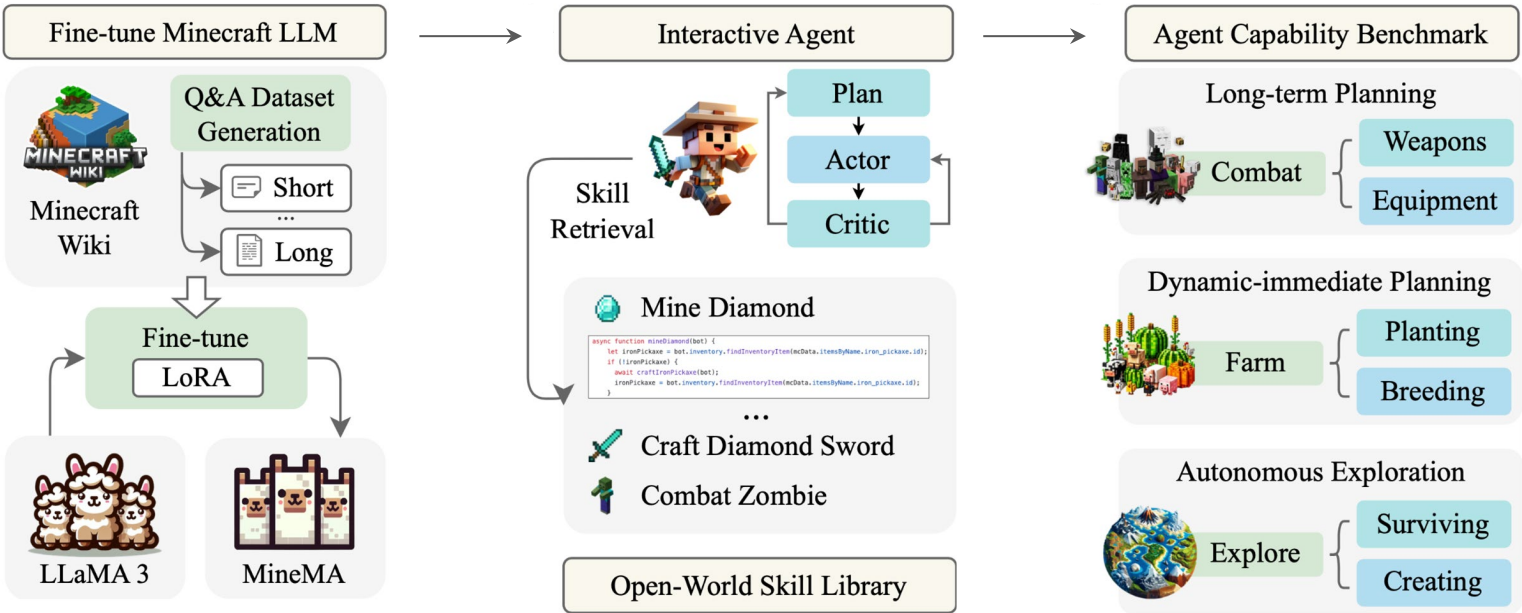 Fine-tune Minecraft LLM
MINECRAFT
WIKI
Minecraft
Wiki
Q&A Dataset
Generation
Short
...
Long
Fine-tune
LoRA
LLaMA 3
MineMA
Interactive Agent
Plan
Actor
Critic
Skill
Retrieval
Mine Diamond
async function mineDiamond(bot) {
let ironPickaxe = bot.inventory.findInventoryItem(mcData.itemsByName.iron_pickaxe.id);
if (!ironPickaxe) {
await craftIronPickaxe(bot);
ironPickaxe = bot.inventory.findInventoryItem(mcData.itemsByName.iron_pickaxe.id);
}
...
Craft Diamond Sword
Combat Zombie
Open-World Skill Library
Agent Capability Benchmark
Long-term Planning
Combat
Weapons
Equipment
Dynamic-immediate Planning
Farm
Planting
Breeding
Autonomous Exploration
Explore
Surviving
Creating